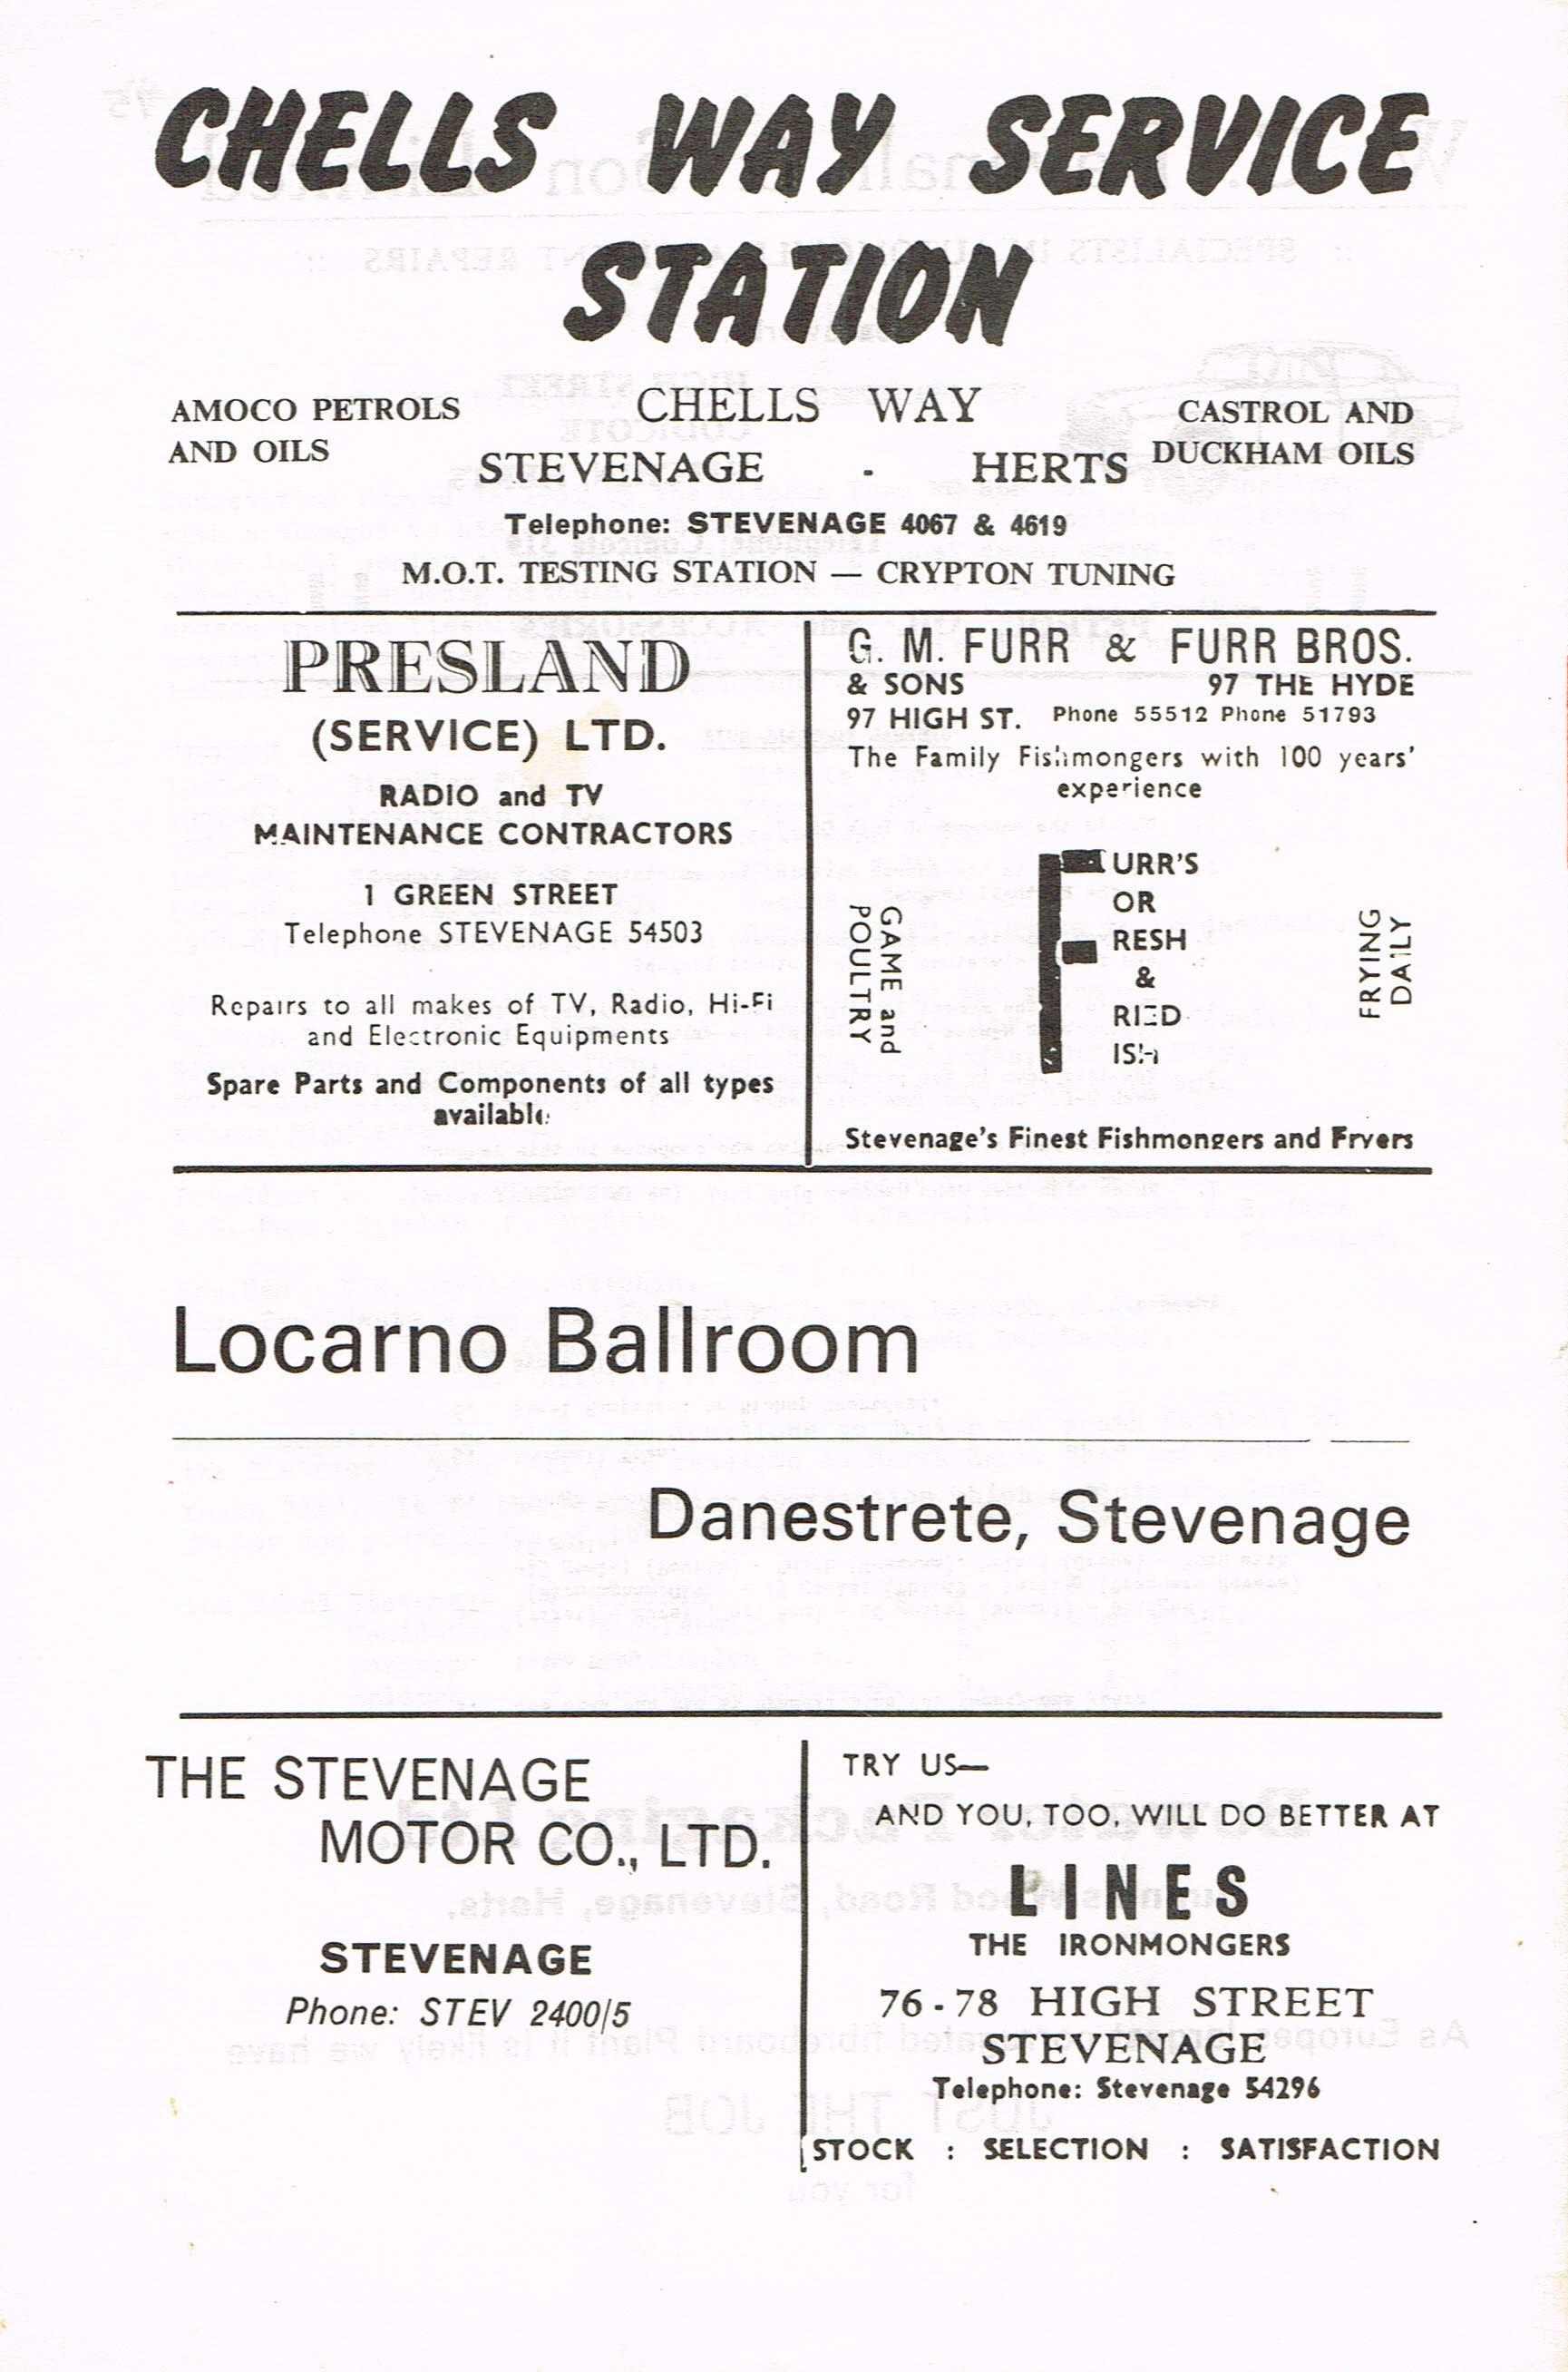 CHELLS WAY SERVICE
STATION
AMOCO PETROLS
AND OILS
CHELLS WAY
STEVENAGE - HERTS
CASTROL AND
DUCKHAM OILS
Telephone: STEVENAGE 4067 & 4619
M.O.T. TESTING STATION — CRYPTON TUNING
PRESLAND
(SERVICE) LTD.
RADIO and TV
MAINTENANCE CONTRACTORS
1 GREEN STREET
Telephone STEVENAGE 54503
Repairs to all makes of TV, Radio, Hi-Fi
and Electronic Equipments
Spare Parts and Components of all types
available
G. M. FURR & FURR BROS.
& SONS 97 THE HYDE
97 HIGH ST. Phone 55512 Phone 51793
The Family Fishmongers with 100 years'
experience
GAME and
POULTRY
F URR'S
OR
RESH
&
RIED
ISH
FRYING
DAILY
Stevenage's Finest Fishmongers and Fryers
Locarno Ballroom
Danestrete, Stevenage
THE STEVENAGE
MOTOR CO., LTD.
STEVENAGE
Phone: STEV 2400/5
TRY US—
AND YOU, TOO, WILL DO BETTER AT
LINES
THE IRONMONGERS
76-78 HIGH STREET
STEVENAGE
Telephone: Stevenage 54296
STOCK : SELECTION : SATISFACTION